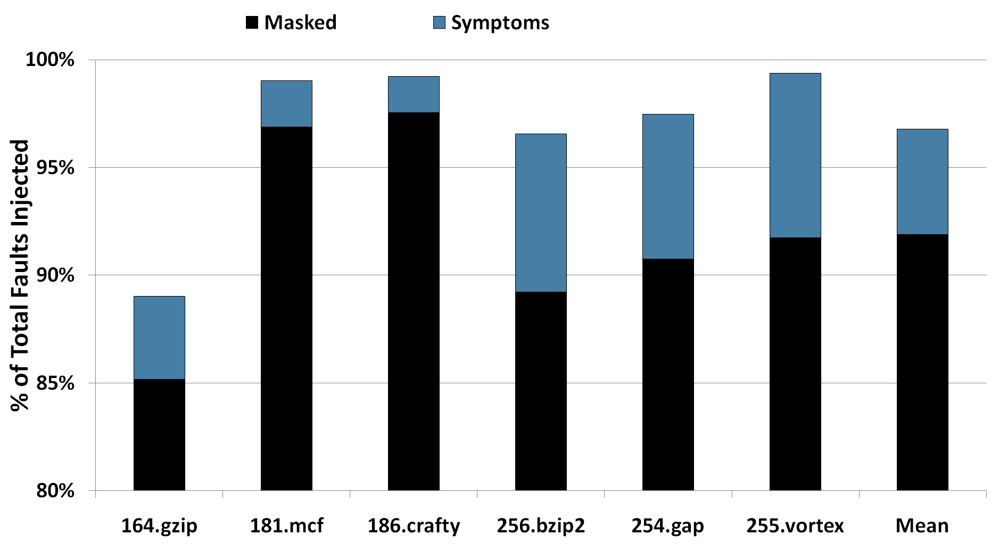 Masked Symptoms
100%
95%
90%
85%
80%
% of Total Faults Injected
164.gzip 181.mcf 186.crafty 256.bzip2 254.gap 255.vortex Mean